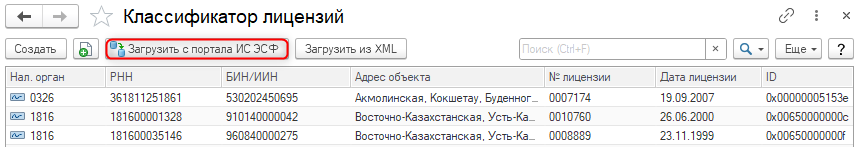 Классификатор лицензий
Создать Загрузить с портала ИС ЭСФ Загрузить из XML Поиск (Ctrl+F) × Еще ?
Нал. орган РНН БИН/ИИН Адрес объекта № лицензии Дата лицензии ID
0326 361811251861 530202450695 Акмолинская, Кокшетау, Буденног... 0007174 19.09.2007 0x00000005153e
1816 181600001328 910140000042 Восточно-Казахстанская, Усть-Ка... 0010760 26.06.2000 0x00650000000c
1816 181600035146 960840000275 Восточно-Казахстанская, Усть-Ка... 0008889 23.11.1999 0x00650000000f